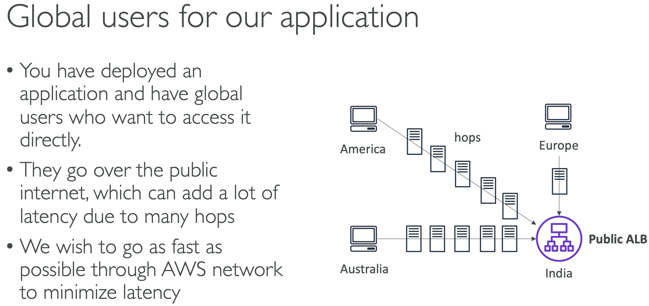 Global users for our application
• You have deployed an
application and have global
users who want to access it
directly.
• They go over the public
internet, which can add a lot of
latency due to many hops
• We wish to go as fast as
possible through AWS network
to minimize latency
America
hops
Europe
Australia
Public ALB
India